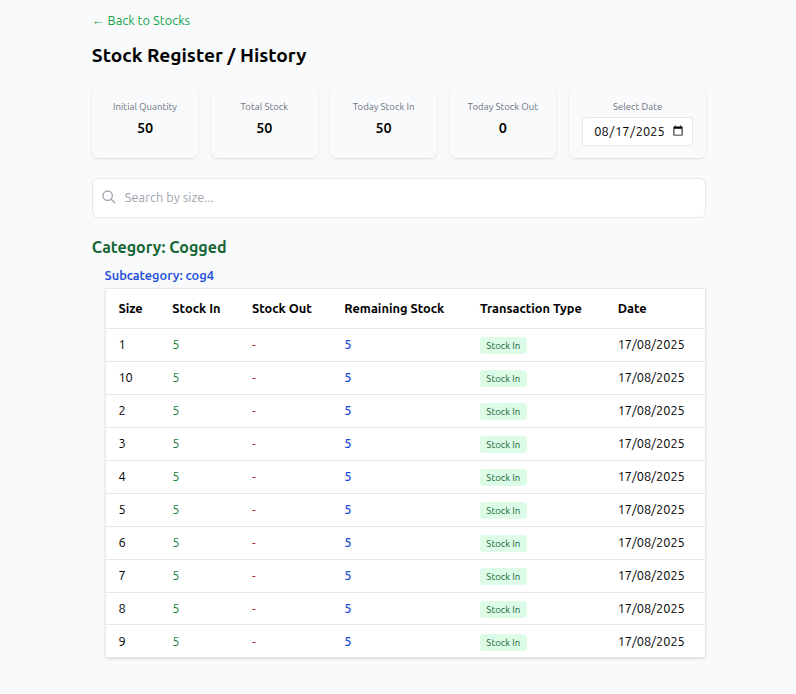 ← Back to Stocks
Stock Register / History
Initial Quantity Total Stock Today Stock In Today Stock Out Select Date
50 50 50 0 08/17/2025
Search by size...
Category: Cogged
Subcategory: cog4
Size Stock In Stock Out Remaining Stock Transaction Type Date
1 5 - 5 Stock In 17/08/2025
10 5 - 5 Stock In 17/08/2025
2 5 - 5 Stock In 17/08/2025
3 5 - 5 Stock In 17/08/2025
4 5 - 5 Stock In 17/08/2025
5 5 - 5 Stock In 17/08/2025
6 5 - 5 Stock In 17/08/2025
7 5 - 5 Stock In 17/08/2025
8 5 - 5 Stock In 17/08/2025
9 5 - 5 Stock In 17/08/2025